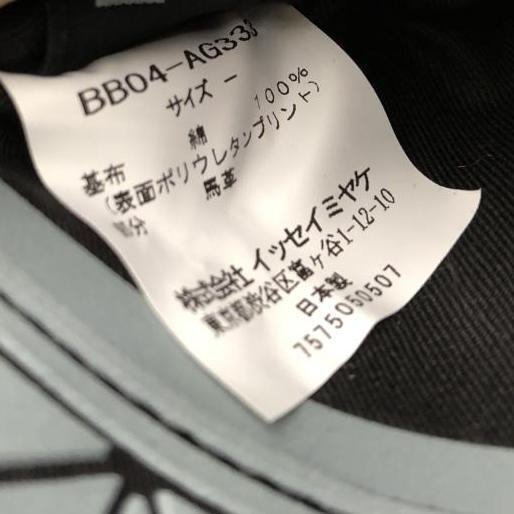 BB04-AG333
サイズ ー
綿 100%
基布
(表面ポリウレタンプリント)
部分 馬革
株式会社 イッセイミヤケ
東京都渋谷区富ヶ谷1-12-10
日本製
7575050507